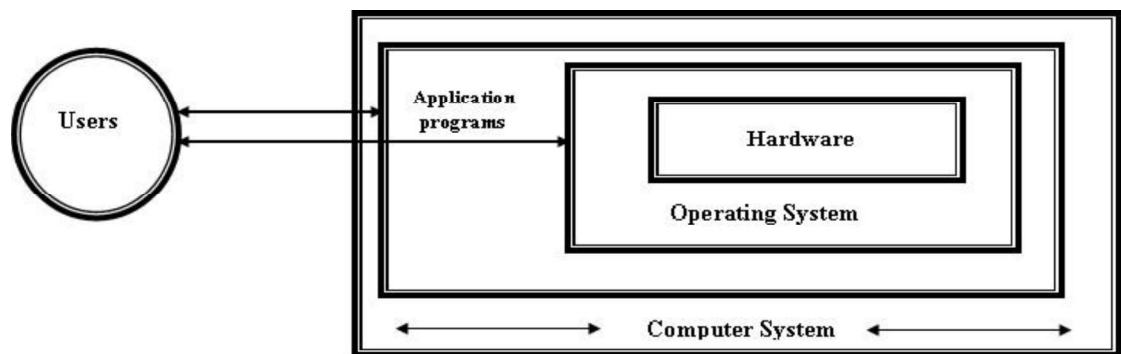 Users
Application
programs
Hardware
Operating System
Computer System